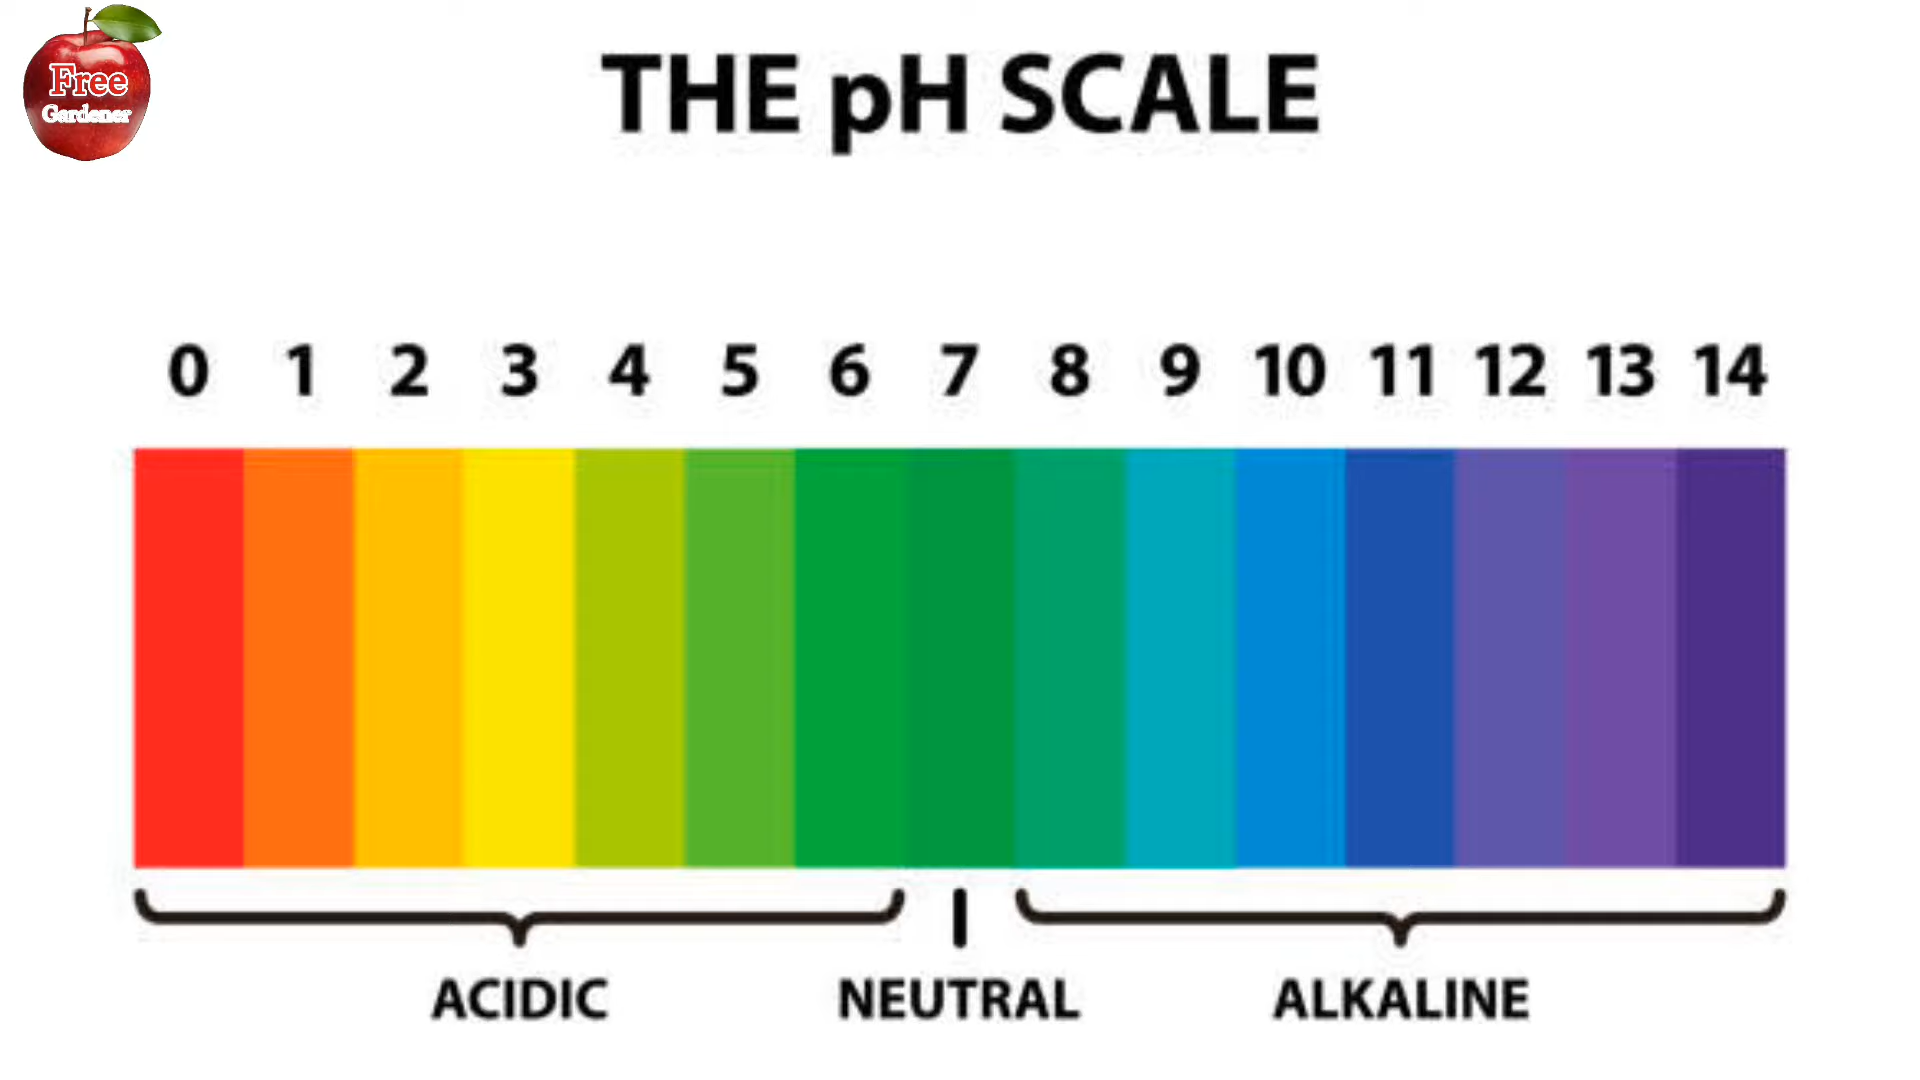 Free
Gardener
THE pH SCALE
0 1 2 3 4 5 6 7 8 9 10 11 12 13 14
ACIDIC NEUTRAL ALKALINE